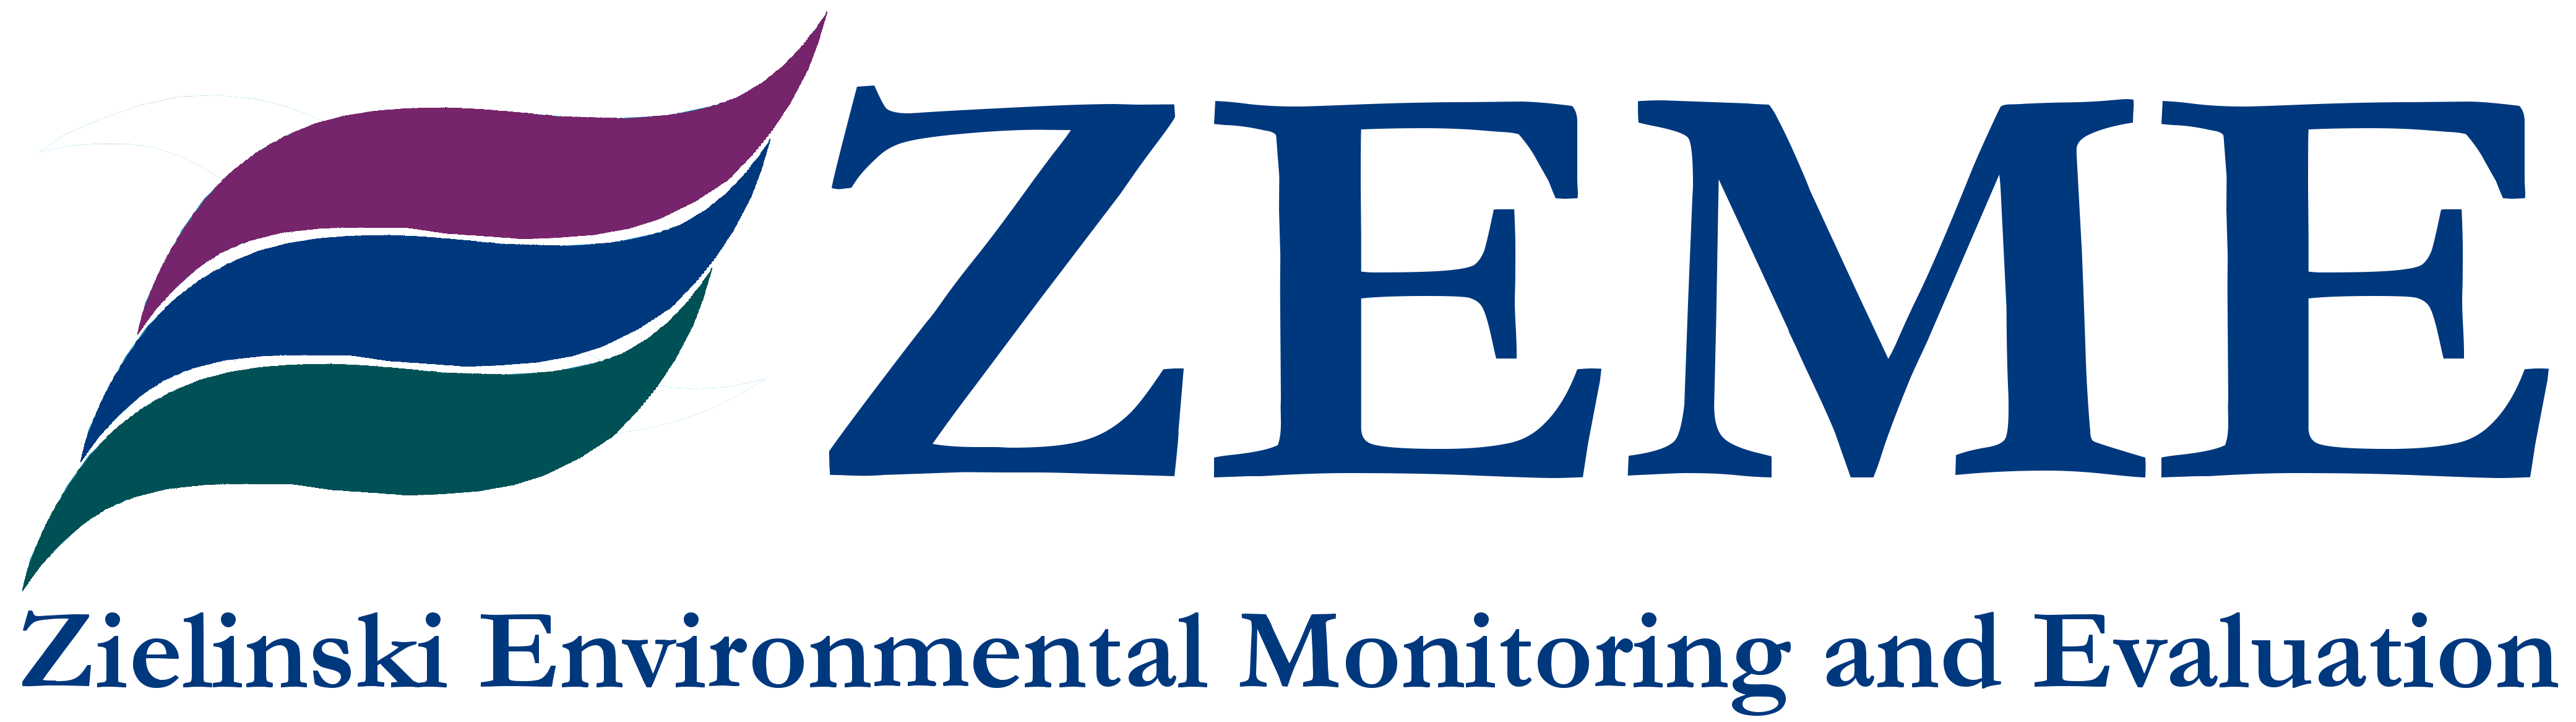 ZEME
Zielinski Environmental Monitoring and Evaluation